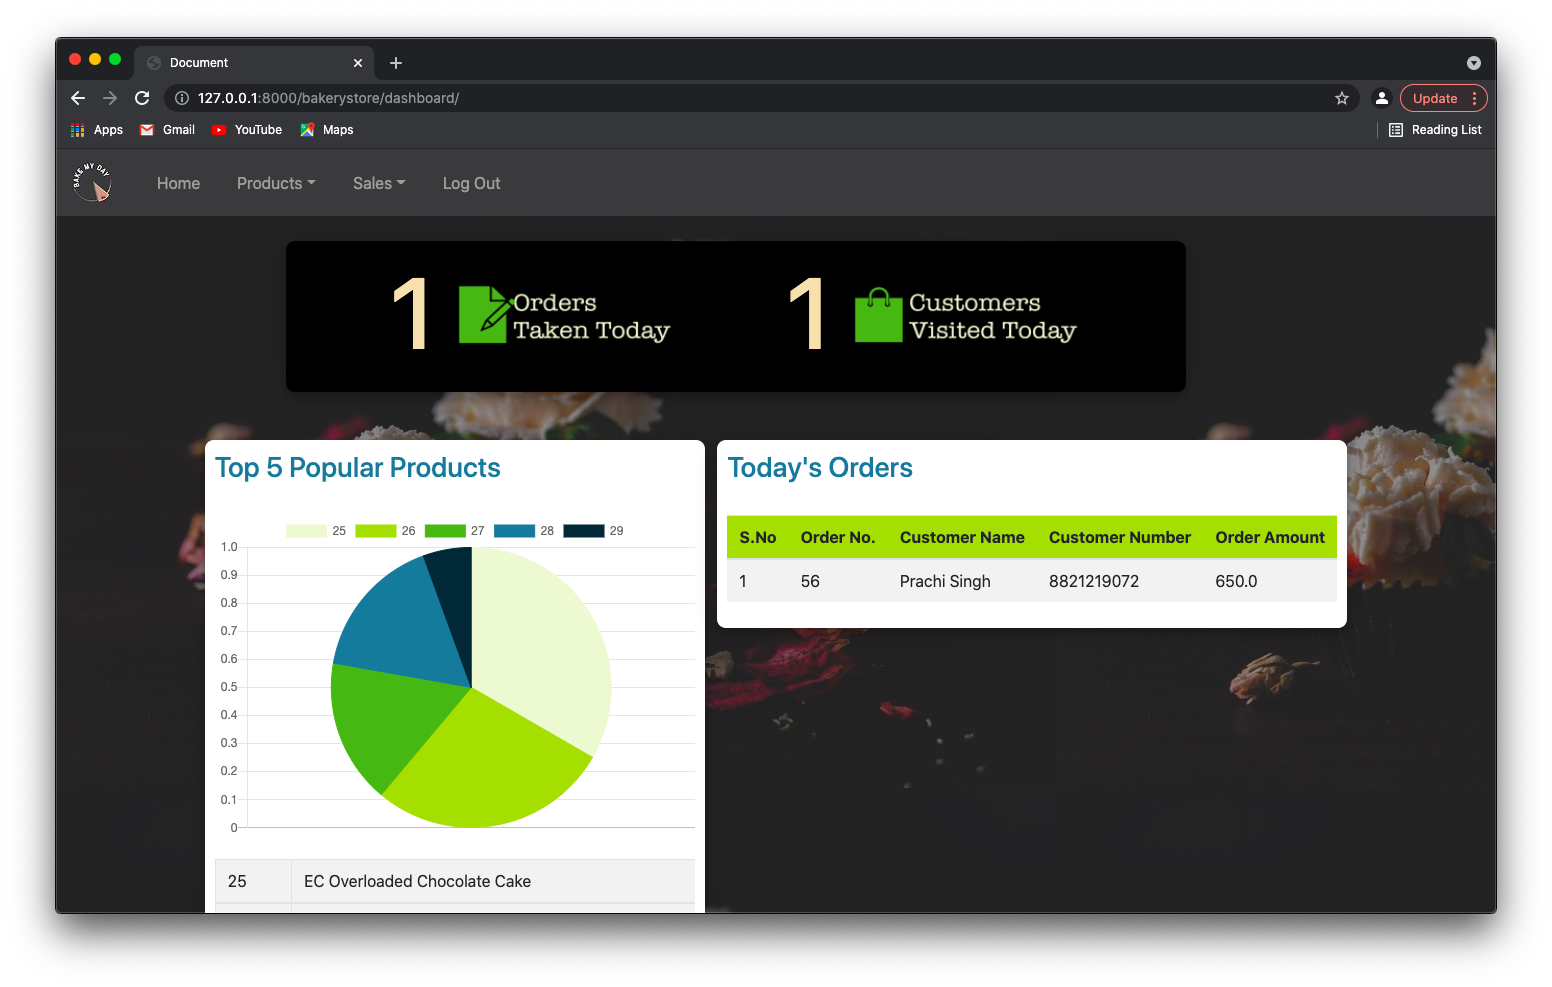 Document
127.0.0.1:8000/bakerystore/dashboard/
Update
Apps Gmail YouTube Maps Reading List
BAKE MY DAY
Home Products Sales Log Out
1 Orders Taken Today
1 Customers Visited Today
Top 5 Popular Products
25 26 27 28 29
1.0
0.9
0.8
0.7
0.6
0.5
0.4
0.3
0.2
0.1
0
25 EC Overloaded Chocolate Cake
Today's Orders
S.No Order No. Customer Name Customer Number Order Amount
1 56 Prachi Singh 8821219072 650.0